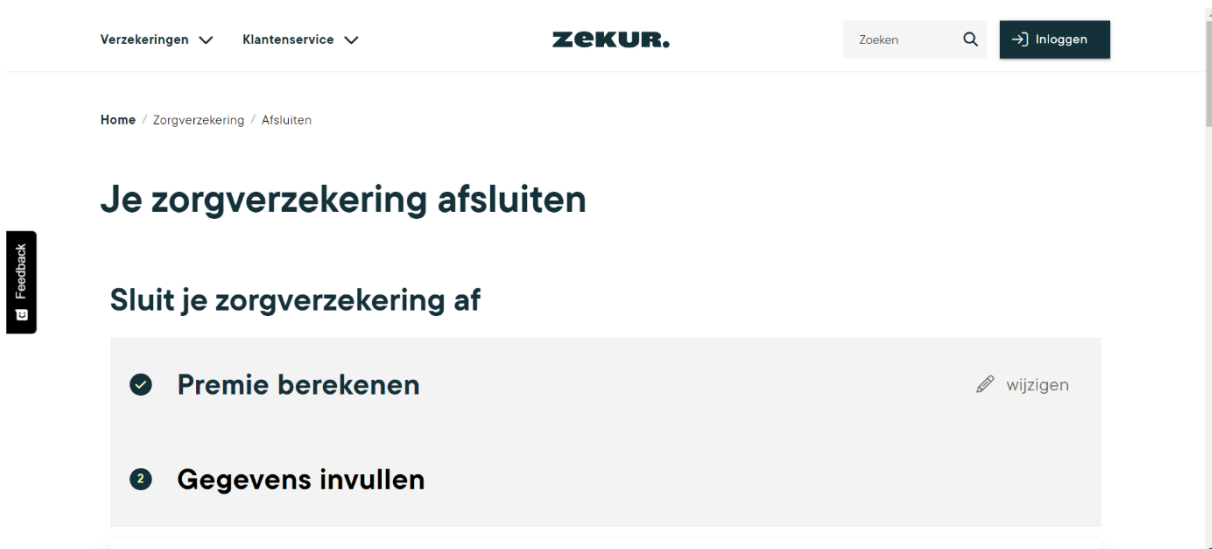 Verzekeringen Klantenservice zekur. Zoeken Inloggen
Home / Zorgverzekering / Afsluiten
Je zorgverzekering afsluiten
Feedback
Sluit je zorgverzekering af
Premie berekenen wijzigen
2 Gegevens invullen